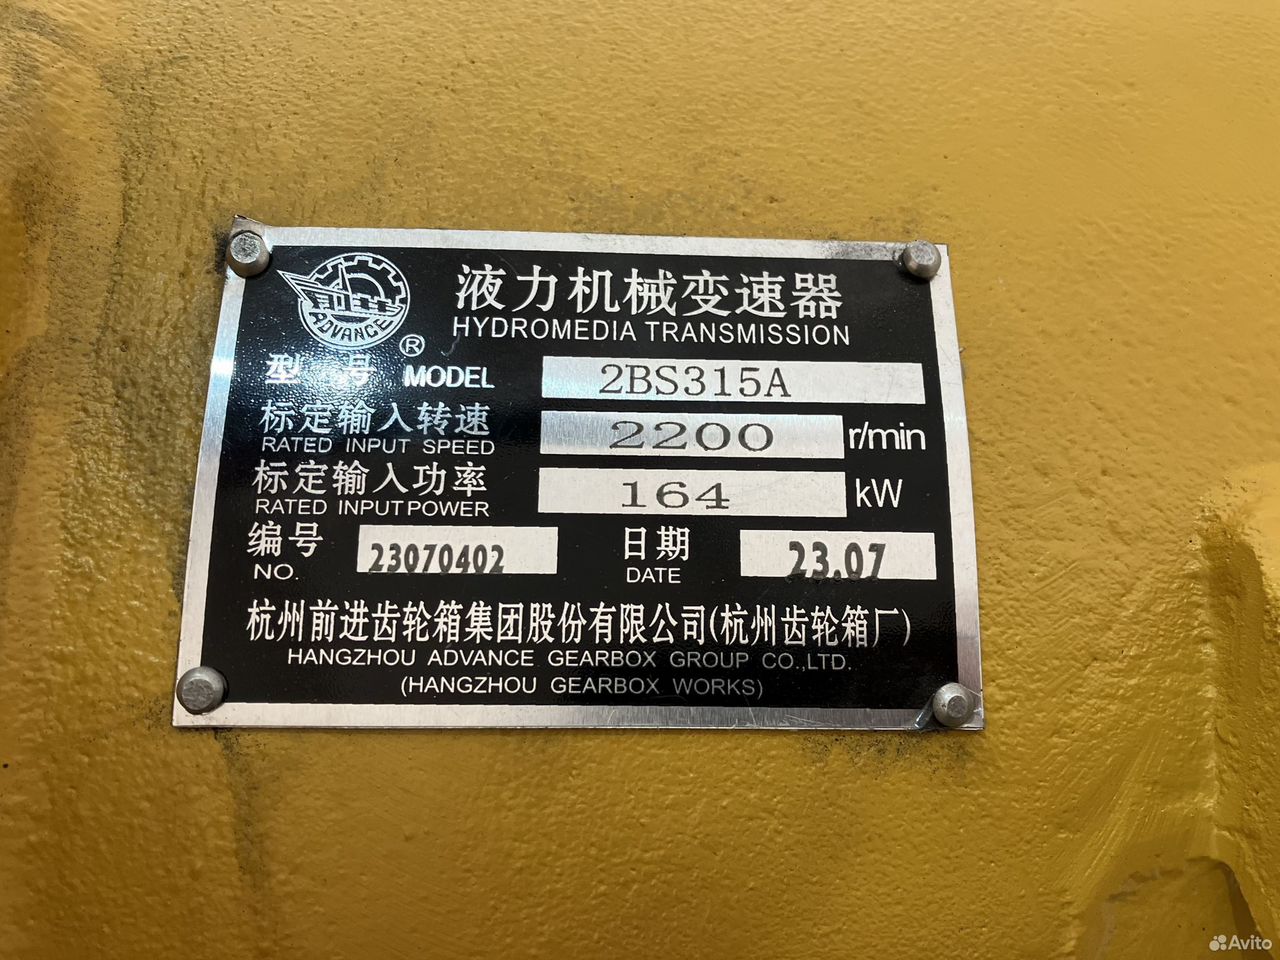 液力机械变速器
ADVANCE
®
HYDROMEDIA TRANSMISSION
型号 MODEL 2BS315A
标定输入转速 2200 r/min
RATED INPUT SPEED
标定输入功率 164 kW
RATED INPUT POWER
编号 23070402 日期 23.07
NO. DATE
杭州前进齿轮箱集团股份有限公司(杭州齿轮箱厂)
HANGZHOU ADVANCE GEARBOX GROUP CO.,LTD.
(HANGZHOU GEARBOX WORKS)
Avito